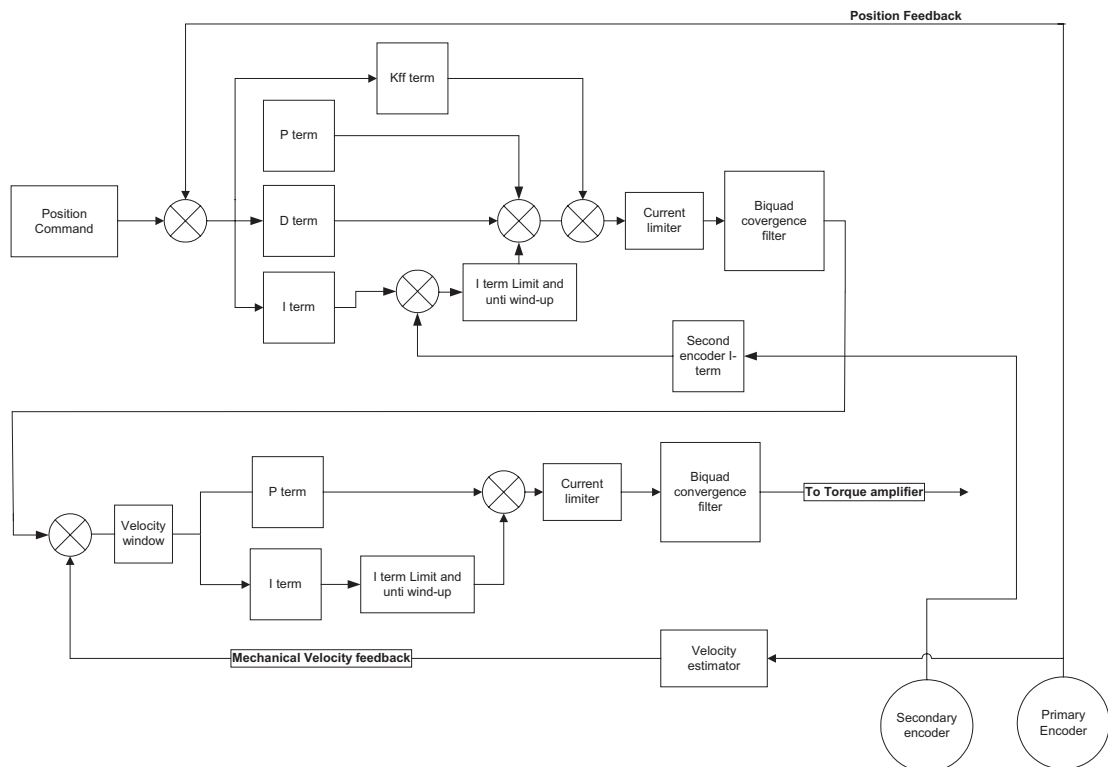 Position Feedback
Kff term
P term
Position
Command
D term
Current
limiter
Biquad
covergence
filter
I term
I term Limit and
unti wind-up
Second
encoder I-
term
P term
Current
limiter
Biquad
convergence
filter
To Torque amplifier
Velocity
window
I term
I term Limit and
unti wind-up
Mechanical Velocity feedback
Velocity
estimator
Secondary
encoder
Primary
Encoder